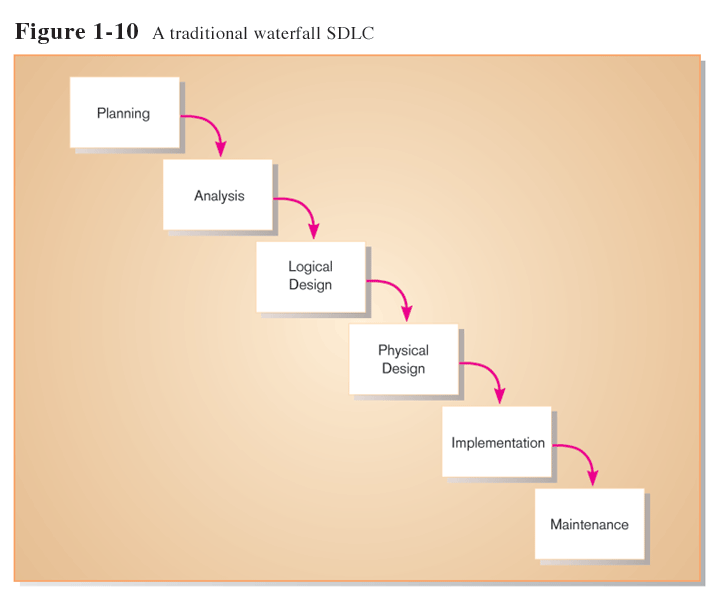 Figure 1-10 A traditional waterfall SDLC
Planning
Analysis
Logical
Design
Physical
Design
Implementation
Maintenance